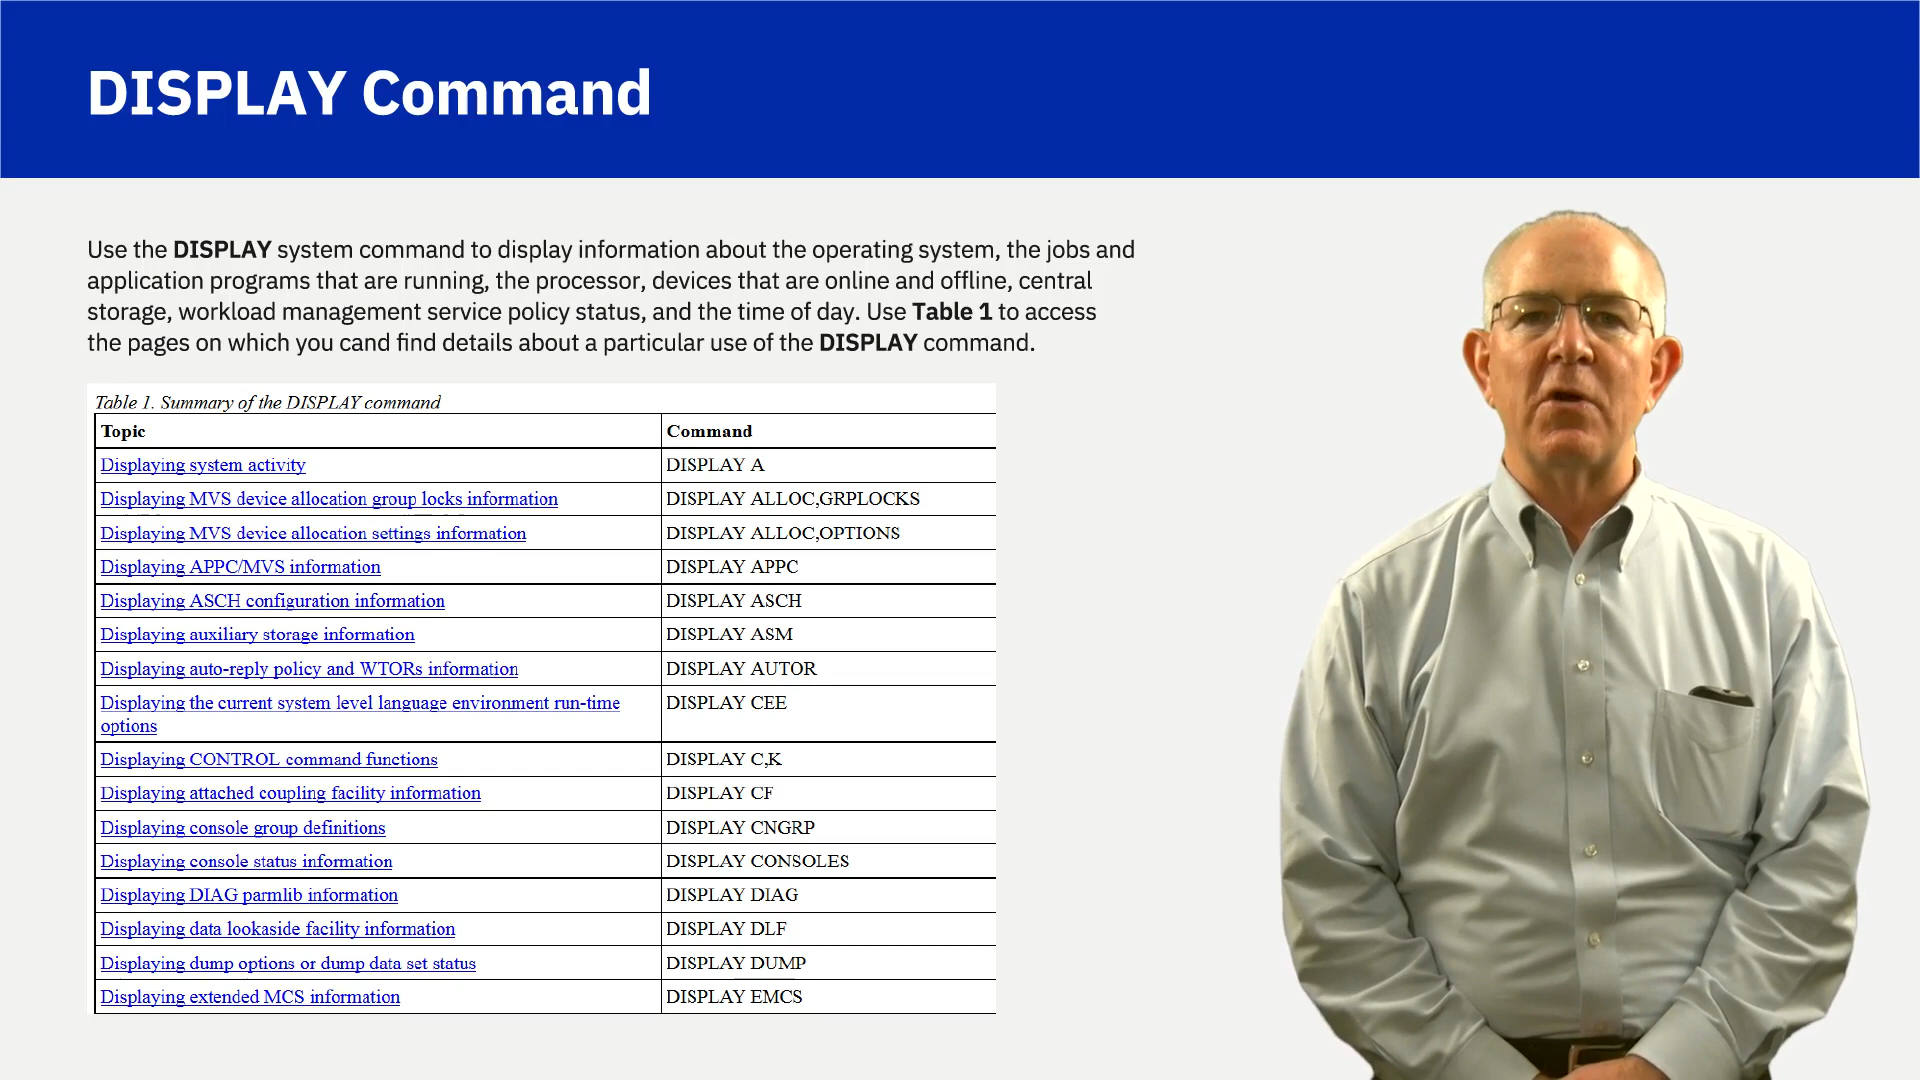 DISPLAY Command
Use the DISPLAY system command to display information about the operating system, the jobs and
application programs that are running, the processor, devices that are online and offline, central
storage, workload management service policy status, and the time of day. Use Table 1 to access
the pages on which you cand find details about a particular use of the DISPLAY command.
Table 1. Summary of the DISPLAY command
Topic Command
Displaying system activity DISPLAY A
Displaying MVS device allocation group locks information DISPLAY ALLOC,GRPLOCKS
Displaying MVS device allocation settings information DISPLAY ALLOC,OPTIONS
Displaying APPC/MVS information DISPLAY APPC
Displaying ASCH configuration information DISPLAY ASCH
Displaying auxiliary storage information DISPLAY ASM
Displaying auto-reply policy and WTORs information DISPLAY AUTOR
Displaying the current system level language environment run-time DISPLAY CEE
options
Displaying CONTROL command functions DISPLAY C,K
Displaying attached coupling facility information DISPLAY CF
Displaying console group definitions DISPLAY CNGRP
Displaying console status information DISPLAY CONSOLES
Displaying DIAG parmlib information DISPLAY DIAG
Displaying data lookaside facility information DISPLAY DLF
Displaying dump options or dump data set status DISPLAY DUMP
Displaying extended MCS information DISPLAY EMCS